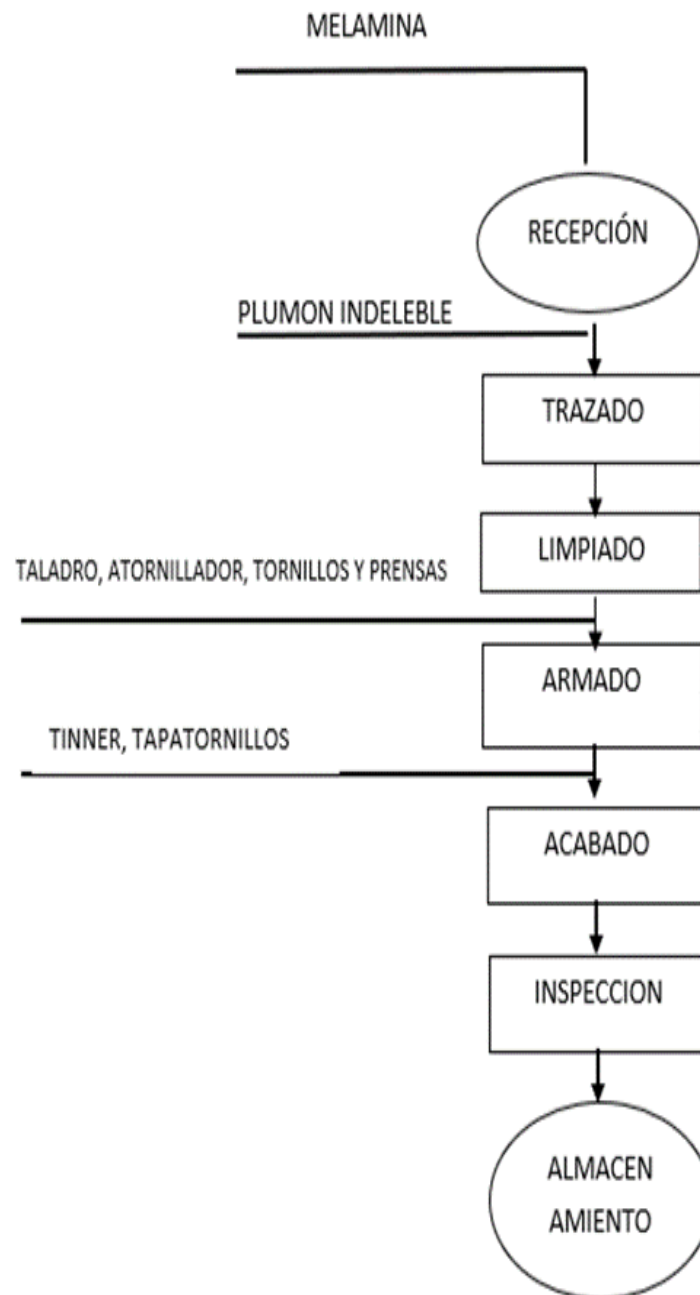 MELAMINA
RECEPCIÓN
PLUMON INDELEBLE
TRAZADO
LIMPIADO
TALADRO, ATORNILLADOR, TORNILLOS Y PRENSAS
ARMADO
TINNER, TAPATORNILLOS
ACABADO
INSPECCION
ALMACEN
AMIENTO